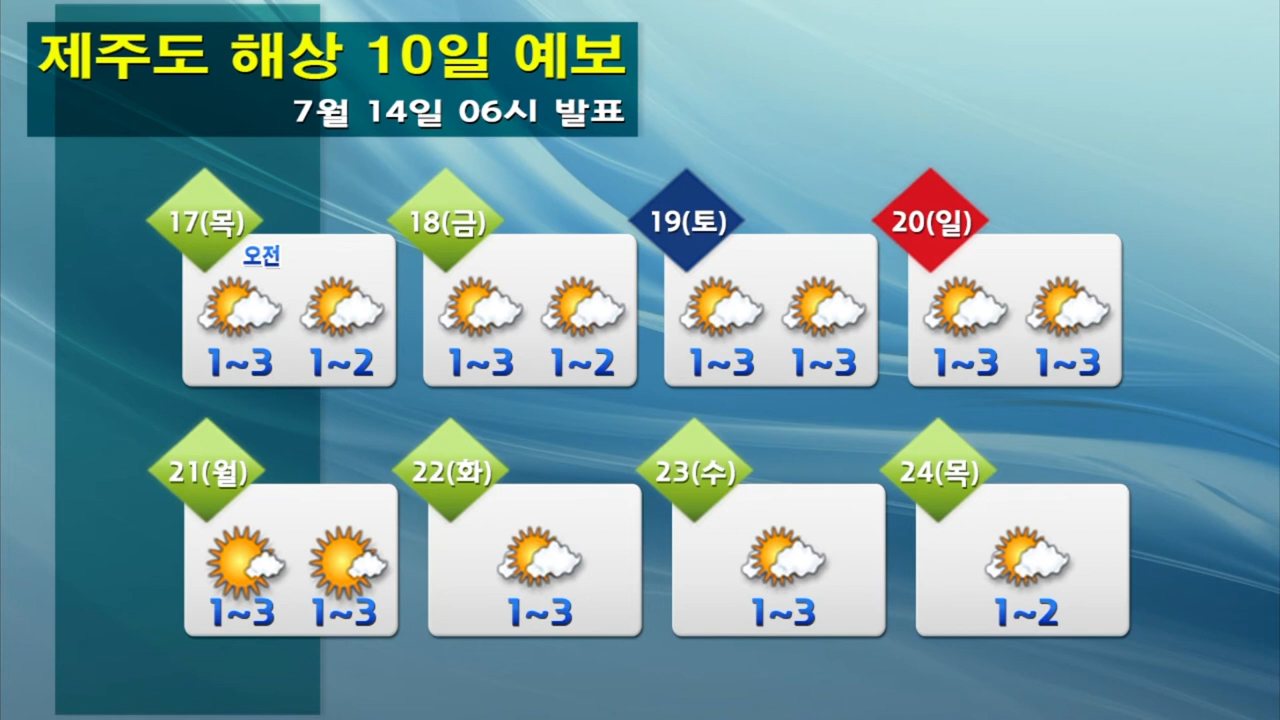 제주도 해상 10일 예보
7월 14일 06시 발표
17(목)
18(금)
19(토)
20(일)
오전
1~3 1~2
1~3 1~2
1~3 1~3
1~3 1~3
21(월)
22(화)
23(수)
24(목)
1~3 1~3
1~3
1~3
1~2